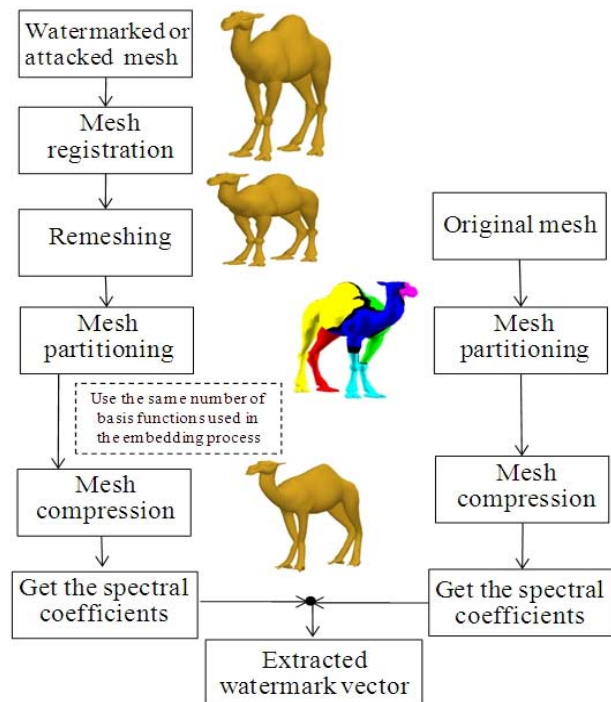 Watermarked or
attacked mesh
Mesh
registration
Remeshing
Mesh
partitioning
Use the same number of
basis functions used in
the embedding process
Mesh
compression
Get the spectral
coefficients
Original mesh
Mesh
partitioning
Mesh
compression
Get the spectral
coefficients
Extracted
watermark vector